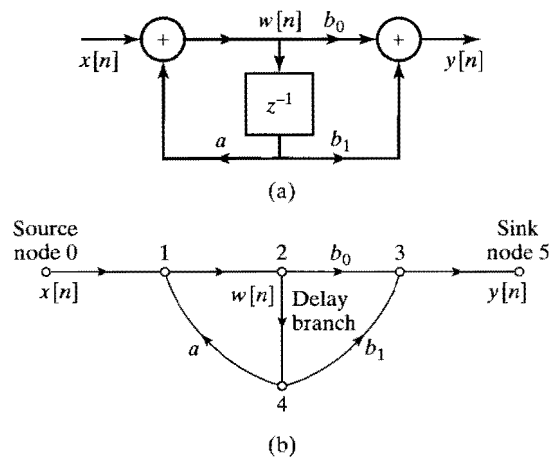 w[n] b₀
+ +
x[n] y[n]
z⁻¹
a b₁
(a)
Source Sink
node 0 1 2 b₀ 3 node 5
x[n] w[n] Delay y[n]
branch
a b₁
4
(b)